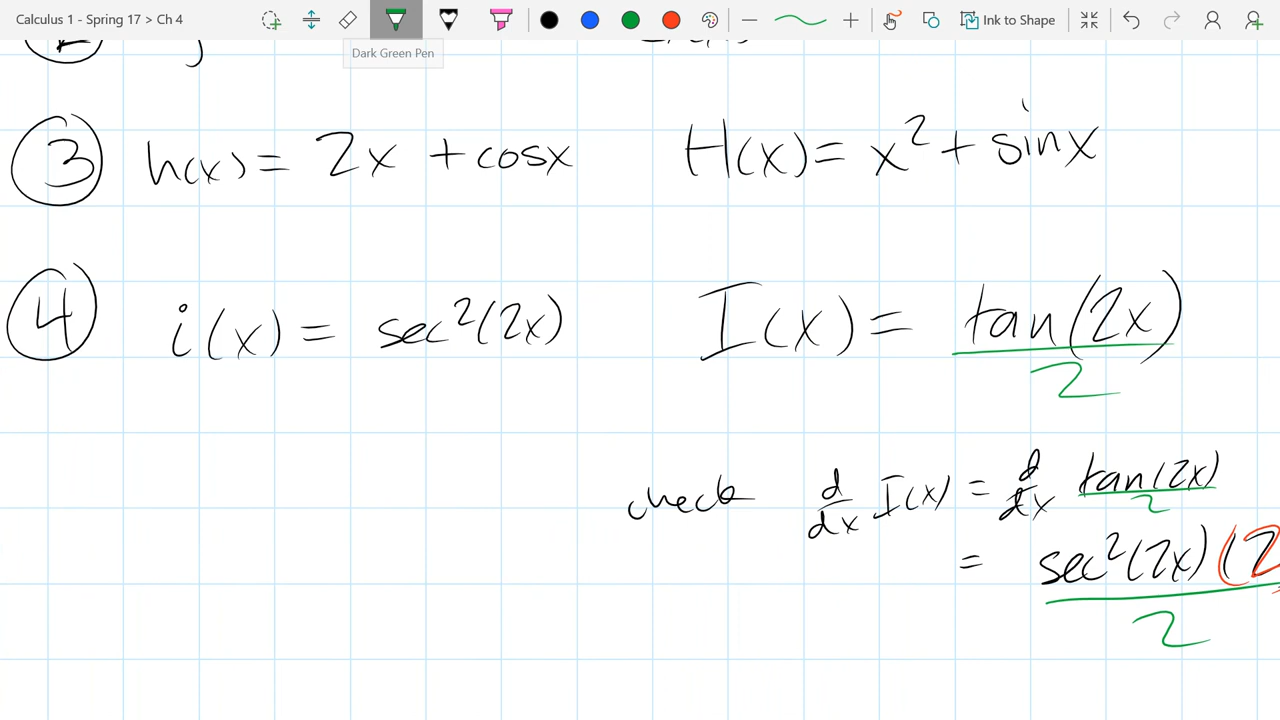 Calculus 1 - Spring 17 > Ch 4 Ink to Shape
Dark Green Pen
③ h(x) = 2x + cosx H(x) = x² + sinx
④ i(x) = sec²(2x) I(x) = tan(2x)/2
check d/dx I(x) = d/dx tan(2x)/2
= sec²(2x)(2/2